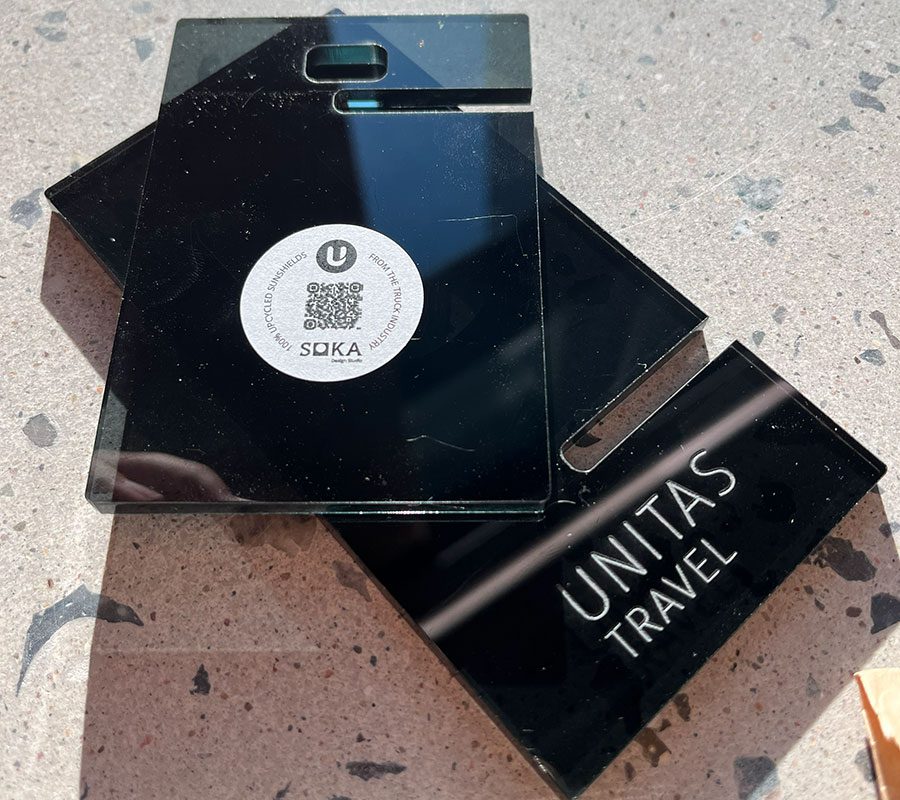 U
100% UPCYCLED SUNSHIELDS
FROM THE TRUCK INDUSTRY
SOKA
Design Studio
UNITAS
TRAVEL